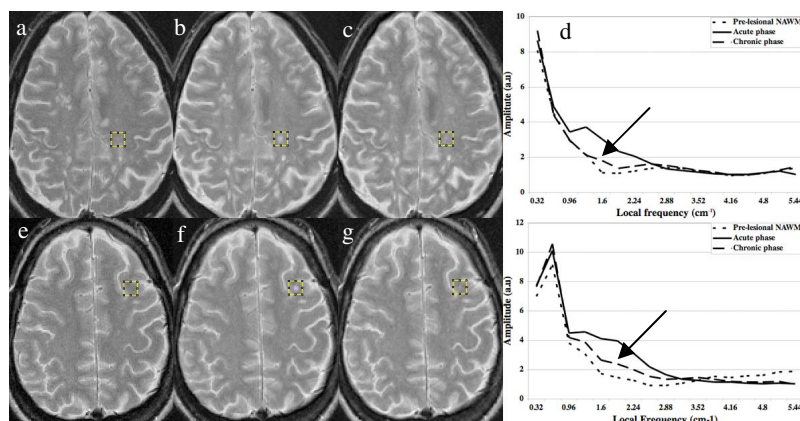 a
b
c
d
10
8
6
4
2
0
Amplitute (a.u)
Pre-lesional NAWM
Acute phase
Chronic phase
0.32 0.96 1.6 2.24 2.88 3.52 4.16 4.8 5.44
Local frequency (cm-¹)
e
f
g
12
10
8
6
4
2
0
Amplitude (a.u)
Pre-lesional NAWM
Acute phase
Chronic phase
0.32 0.96 1.6 2.24 2.88 3.52 4.16 4.8 5.44
Local Frequency (cm-1)